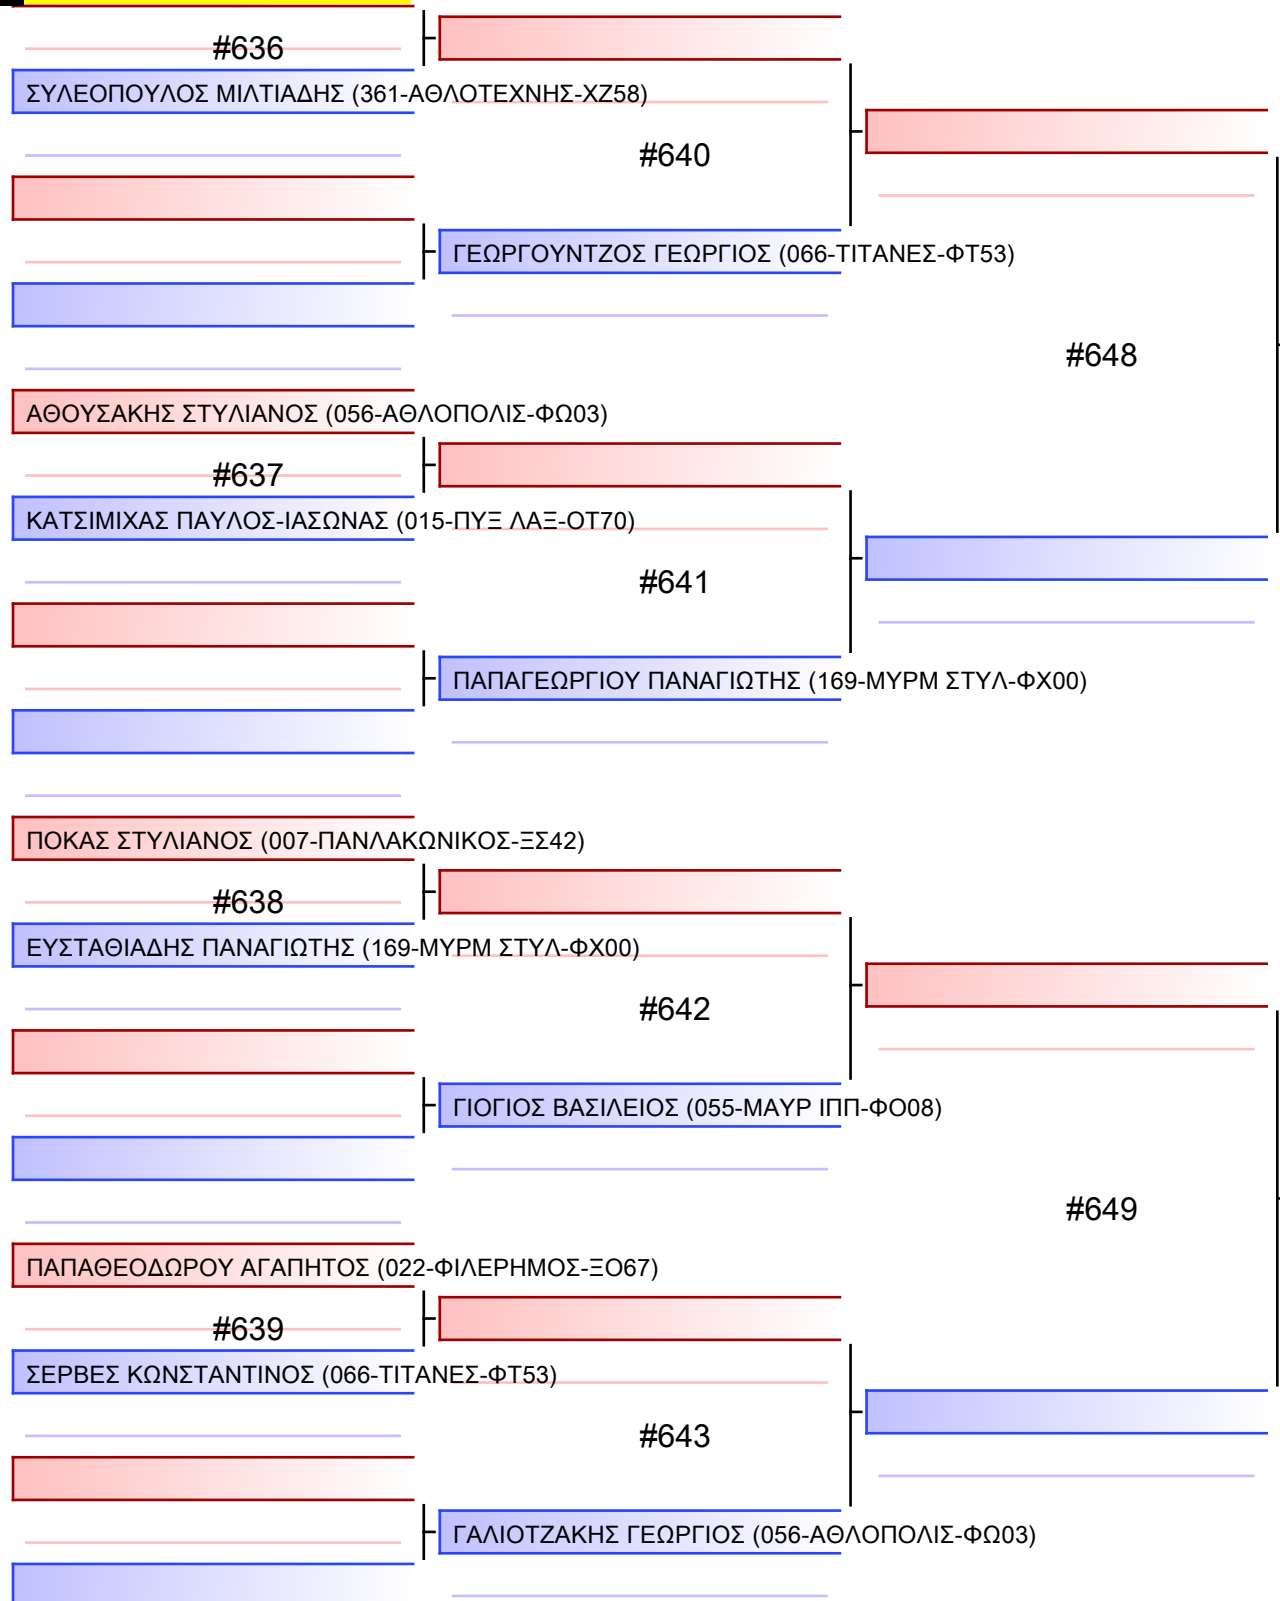 #636
ΣΥΛΕΟΠΟΥΛΟΣ ΜΙΛΤΙΑΔΗΣ (361-ΑΘΛΟΤΕΧΝΗΣ-ΧΖ58)
#640
ΓΕΩΡΓΟΥΝΤΖΟΣ ΓΕΩΡΓΙΟΣ (066-ΤΙΤΑΝΕΣ-ΦΤ53)
#648
ΑΘΟΥΣΑΚΗΣ ΣΤΥΛΙΑΝΟΣ (056-ΑΘΛΟΠΟΛΙΣ-ΦΩ03)
#637
ΚΑΤΣΙΜΙΧΑΣ ΠΑΥΛΟΣ-ΙΑΣΩΝΑΣ (015-ΠΥΞ ΛΑΞ-ΟΤ70)
#641
ΠΑΠΑΓΕΩΡΓΙΟΥ ΠΑΝΑΓΙΩΤΗΣ (169-ΜΥΡΜ ΣΤΥΛ-ΦΧ00)
ΠΟΚΑΣ ΣΤΥΛΙΑΝΟΣ (007-ΠΑΝΛΑΚΩΝΙΚΟΣ-ΞΣ42)
#638
ΕΥΣΤΑΘΙΑΔΗΣ ΠΑΝΑΓΙΩΤΗΣ (169-ΜΥΡΜ ΣΤΥΛ-ΦΧ00)
#642
ΓΙΟΓΙΟΣ ΒΑΣΙΛΕΙΟΣ (055-ΜΑΥΡ ΙΠΠ-ΦΟ08)
#649
ΠΑΠΑΘΕΟΔΩΡΟΥ ΑΓΑΠΗΤΟΣ (022-ΦΙΛΕΡΗΜΟΣ-ΞΟ67)
#639
ΣΕΡΒΕΣ ΚΩΝΣΤΑΝΤΙΝΟΣ (066-ΤΙΤΑΝΕΣ-ΦΤ53)
#643
ΓΑΛΙΟΤΖΑΚΗΣ ΓΕΩΡΓΙΟΣ (056-ΑΘΛΟΠΟΛΙΣ-ΦΩ03)